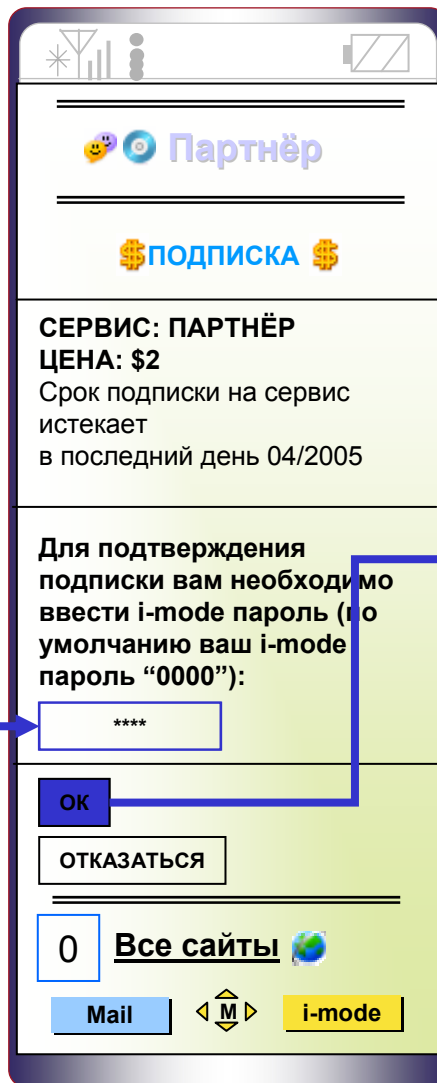 Партнёр
ПОДПИСКА
СЕРВИС: ПАРТНЁР
ЦЕНА: $2
Срок подписки на сервис
истекает
в последний день 04/2005
Для подтверждения
подписки вам необходимо
ввести i-mode пароль (по
умолчанию ваш i-mode
пароль “0000”):
****
ОК
ОТКАЗАТЬСЯ
0 Все сайты
Mail M i-mode